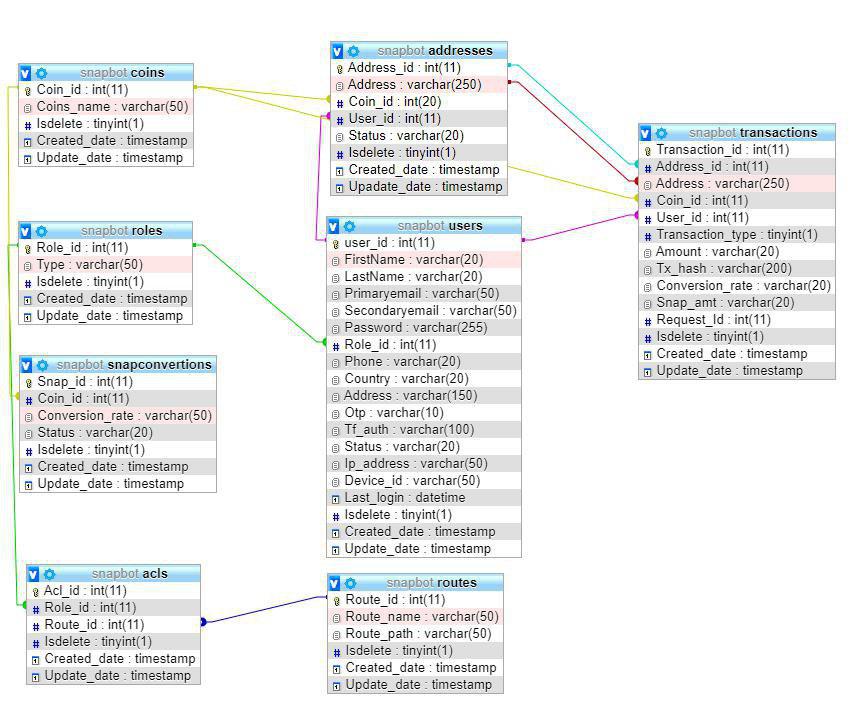 snapbot coins
Coin_id : int(11)
Coins_name : varchar(50)
Isdelete : tinyint(1)
Created_date : timestamp
Update_date : timestamp
snapbot roles
Role_id : int(11)
Type : varchar(50)
Isdelete : tinyint(1)
Created_date : timestamp
Update_date : timestamp
snapbot snapconvertions
Snap_id : int(11)
Coin_id : int(11)
Conversion_rate : varchar(50)
Status : varchar(20)
Isdelete : tinyint(1)
Created_date : timestamp
Update_date : timestamp
snapbot acls
Acl_id : int(11)
Role_id : int(11)
Route_id : int(11)
Isdelete : tinyint(1)
Created_date : timestamp
Update_date : timestamp
snapbot addresses
Address_id : int(11)
Address : varchar(250)
Coin_id : int(20)
User_id : int(11)
Status : varchar(20)
Isdelete : tinyint(1)
Created_date : timestamp
Upadate_date : timestamp
snapbot users
user_id : int(11)
FirstName : varchar(20)
LastName : varchar(20)
Primaryemail : varchar(50)
Secondaryemail : varchar(50)
Password : varchar(255)
Role_id : int(11)
Phone : varchar(20)
Country : varchar(20)
Address : varchar(150)
Otp : varchar(10)
Tf_auth : varchar(100)
Status : varchar(20)
Ip_address : varchar(50)
Device_id : varchar(50)
Last_login : datetime
Isdelete : tinyint(1)
Created_date : timestamp
Update_date : timestamp
snapbot routes
Route_id : int(11)
Route_name : varchar(50)
Route_path : varchar(50)
Isdelete : tinyint(1)
Created_date : timestamp
Update_date : timestamp
snapbot transactions
Transaction_id : int(11)
Address_id : int(11)
Address : varchar(250)
Coin_id : int(11)
User_id : int(11)
Transaction_type : tinyint(1)
Amount : varchar(20)
Tx_hash : varchar(200)
Conversion_rate : varchar(20)
Snap_amt : varchar(20)
Request_Id : int(11)
Isdelete : tinyint(1)
Created_date : timestamp
Update_date : timestamp